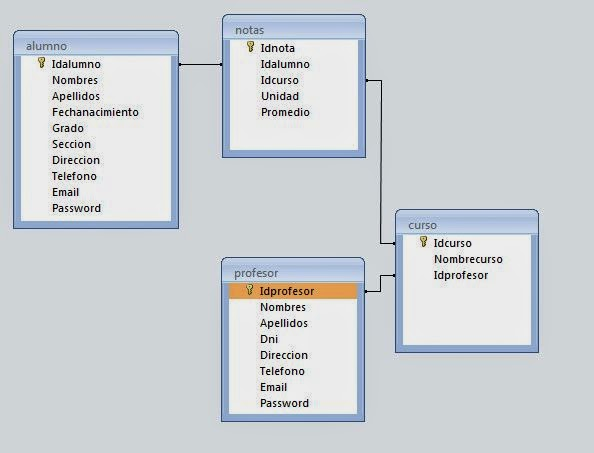 alumno
Idalumno
Nombres
Apellidos
Fechanacimiento
Grado
Seccion
Direccion
Telefono
Email
Password
notas
Idnota
Idalumno
Idcurso
Unidad
Promedio
profesor
Idprofesor
Nombres
Apellidos
Dni
Direccion
Telefono
Email
Password
curso
Idcurso
Nombrecurso
Idprofesor